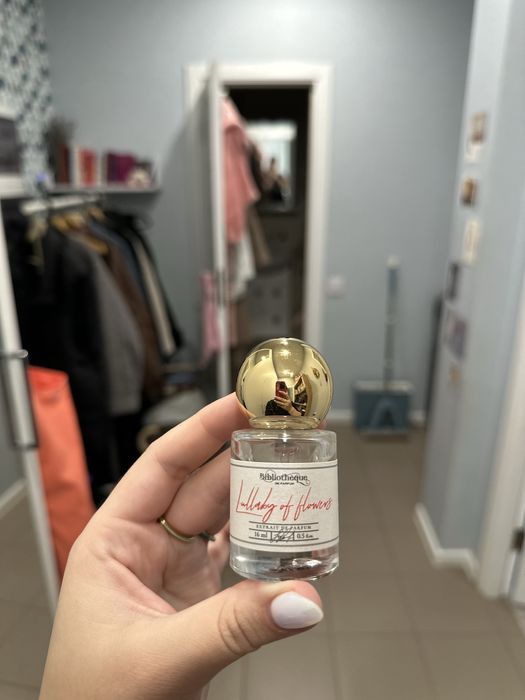 Bibliotheque
DE PARFUM
Lullaby of flowers
EXTRAIT DE PARFUM
16 ml 0.5 fl.oz.